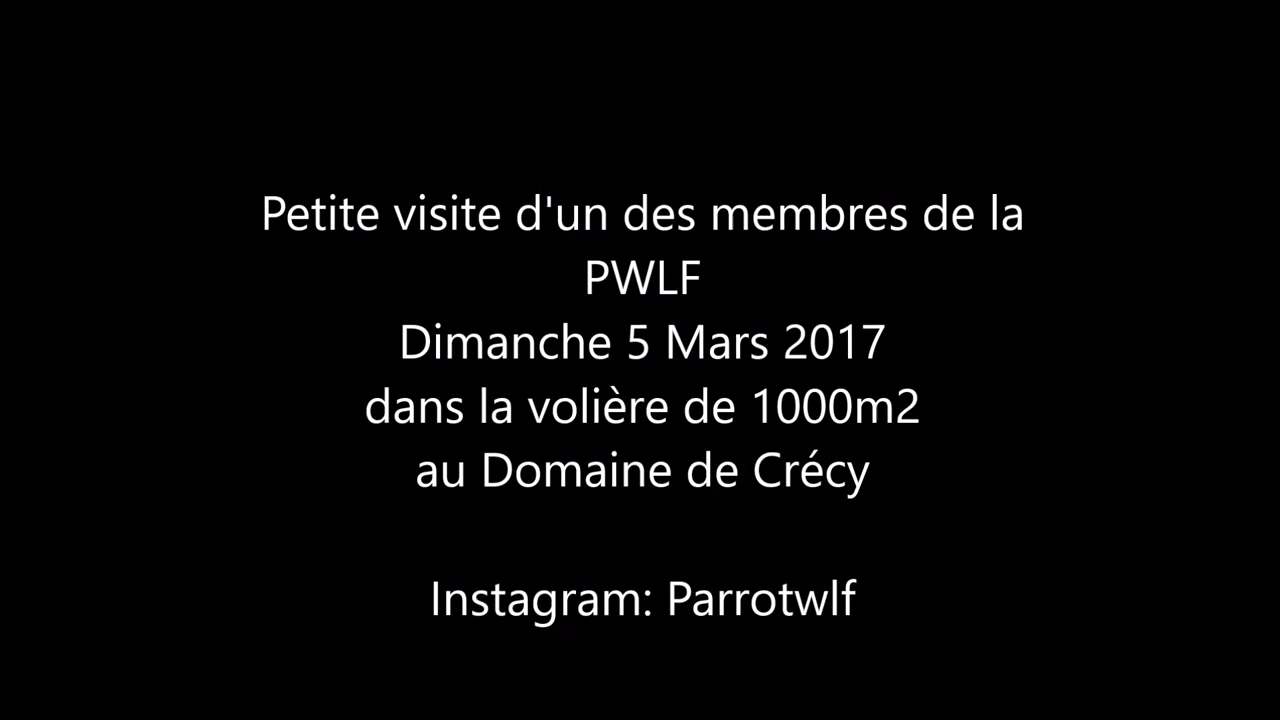 Petite visite d'un des membres de la
PWLF
Dimanche 5 Mars 2017
dans la volière de 1000m2
au Domaine de Crécy
Instagram: Parrotwlf